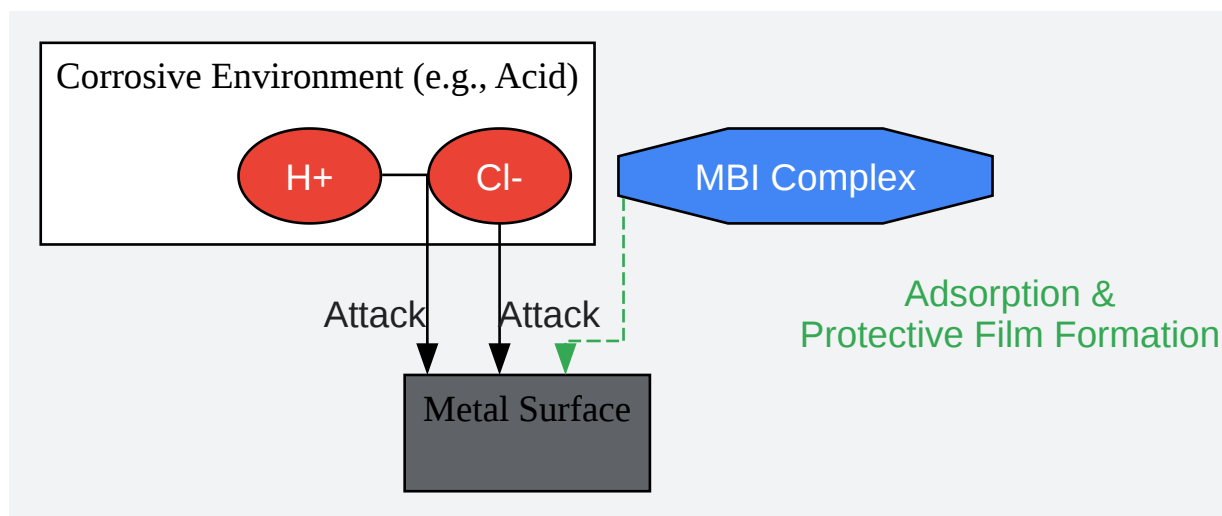 Corrosive Environment (e.g., Acid)
H+
Cl-
MBI Complex
Attack
Attack
Adsorption &
Protective Film Formation
Metal Surface